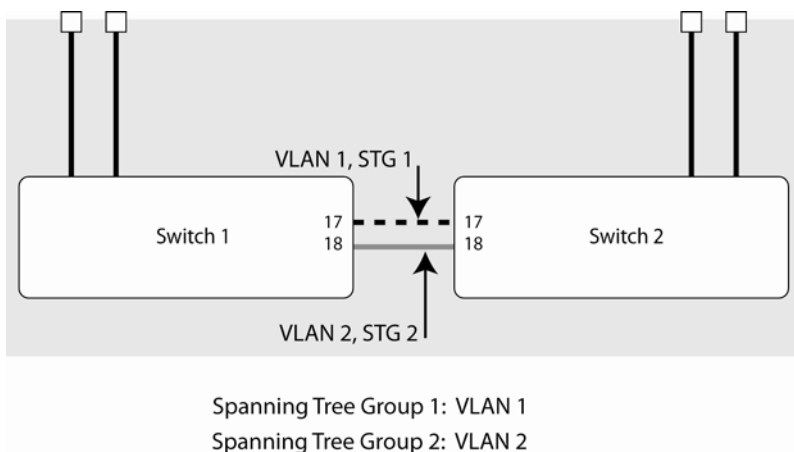 VLAN 1, STG 1
17
17
Switch 1
Switch 2
18
18
VLAN 2, STG 2
Spanning Tree Group 1: VLAN 1
Spanning Tree Group 2: VLAN 2